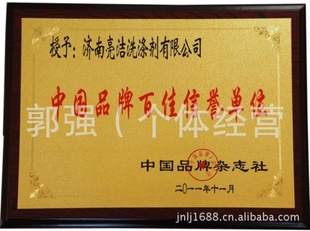 授予：济南亮洁洗涤剂有限公司
中国品牌百佳信誉单位
郭强（个体经营
中国品牌杂志社
二〇一一年十一月
jnlj1688.cn.alibaba.com